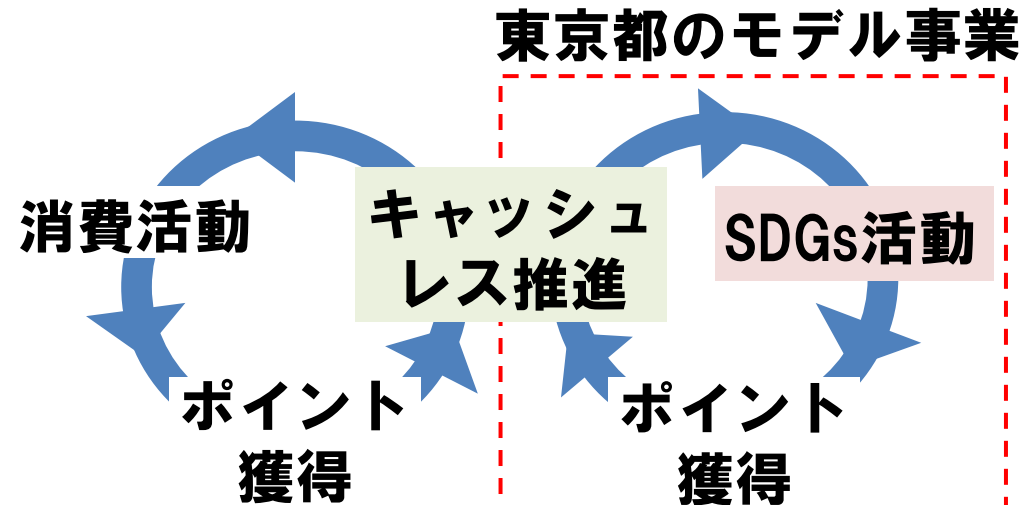 東京都のモデル事業
消費活動
キャッシュ
レス推進
SDGs活動
ポイント
獲得
ポイント
獲得